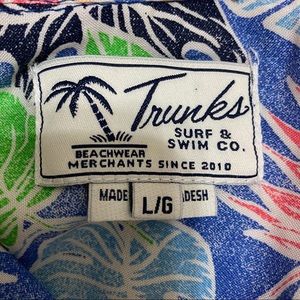 Trunks
SURF &
SWIM CO.
BEACHWEAR
MERCHANTS SINCE 2010
MADE L/G DESH